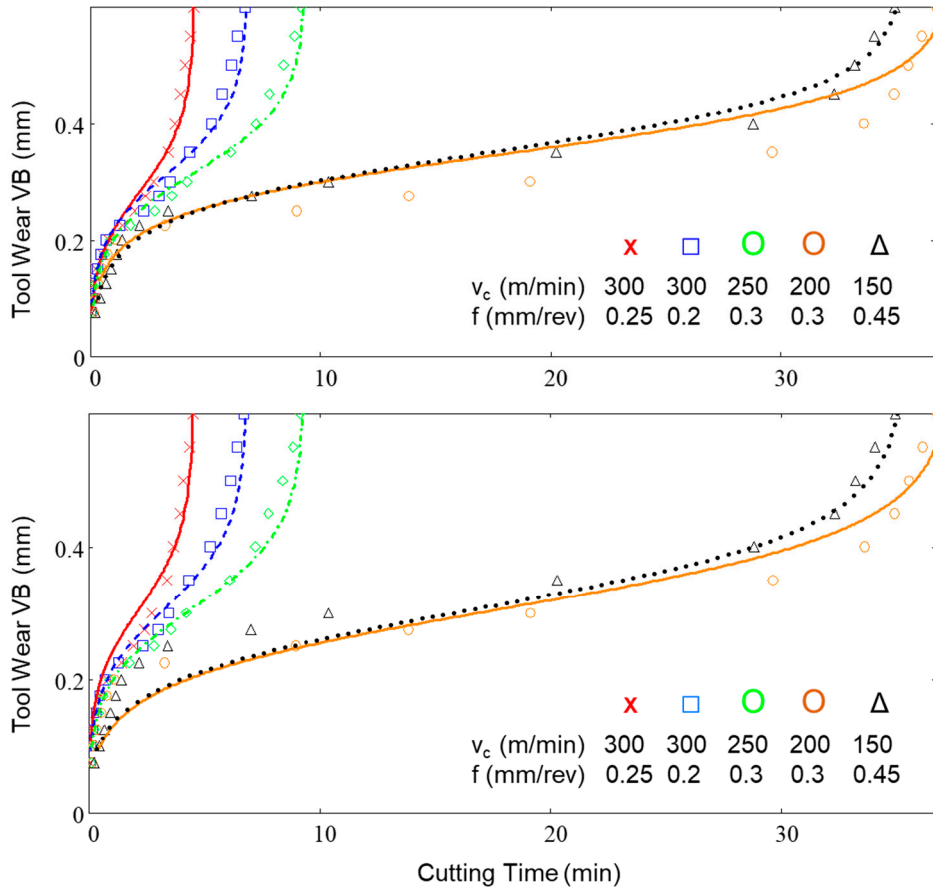 Tool Wear VB (mm)
0.4
0.2
0
x □ O O Δ
v_c (m/min) 300 300 250 200 150
f (mm/rev) 0.25 0.2 0.3 0.3 0.45
0 10 20 30
Tool Wear VB (mm)
0.4
0.2
0
x □ O O Δ
v_c (m/min) 300 300 250 200 150
f (mm/rev) 0.25 0.2 0.3 0.3 0.45
0 10 20 30
Cutting Time (min)